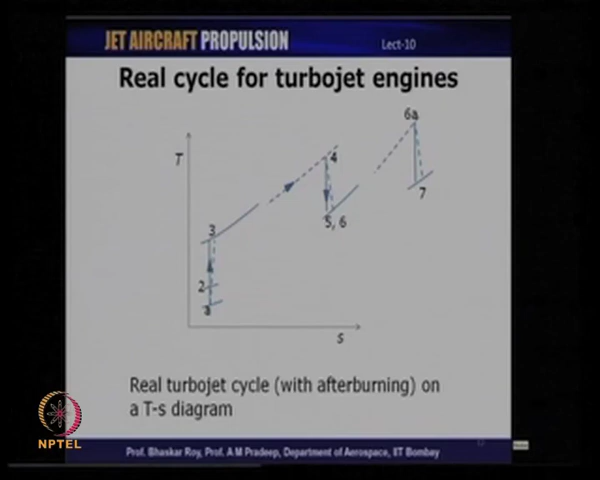 JET AIRCRAFT PROPULSION
Lect-10
Real cycle for turbojet engines
6a
T
4
7
3
5, 6
2
a
s
Real turbojet cycle (with afterburning) on
a T-s diagram
NPTEL
Prof. Bhaskar Roy, Prof. A M Pradeep, Department of Aerospace, IIT Bombay